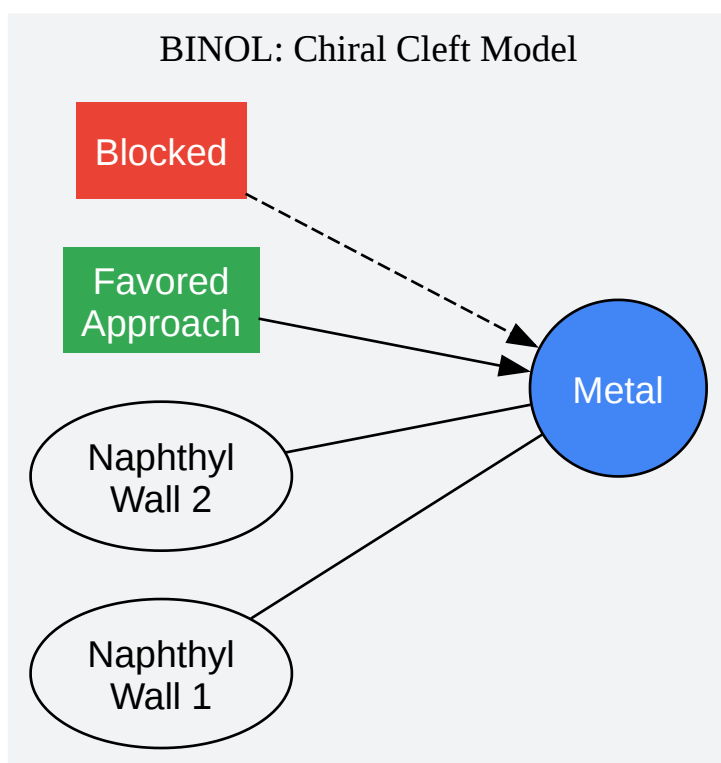 BINOL: Chiral Cleft Model
Blocked
Favored
Approach
Metal
Naphthyl
Wall 2
Naphthyl
Wall 1